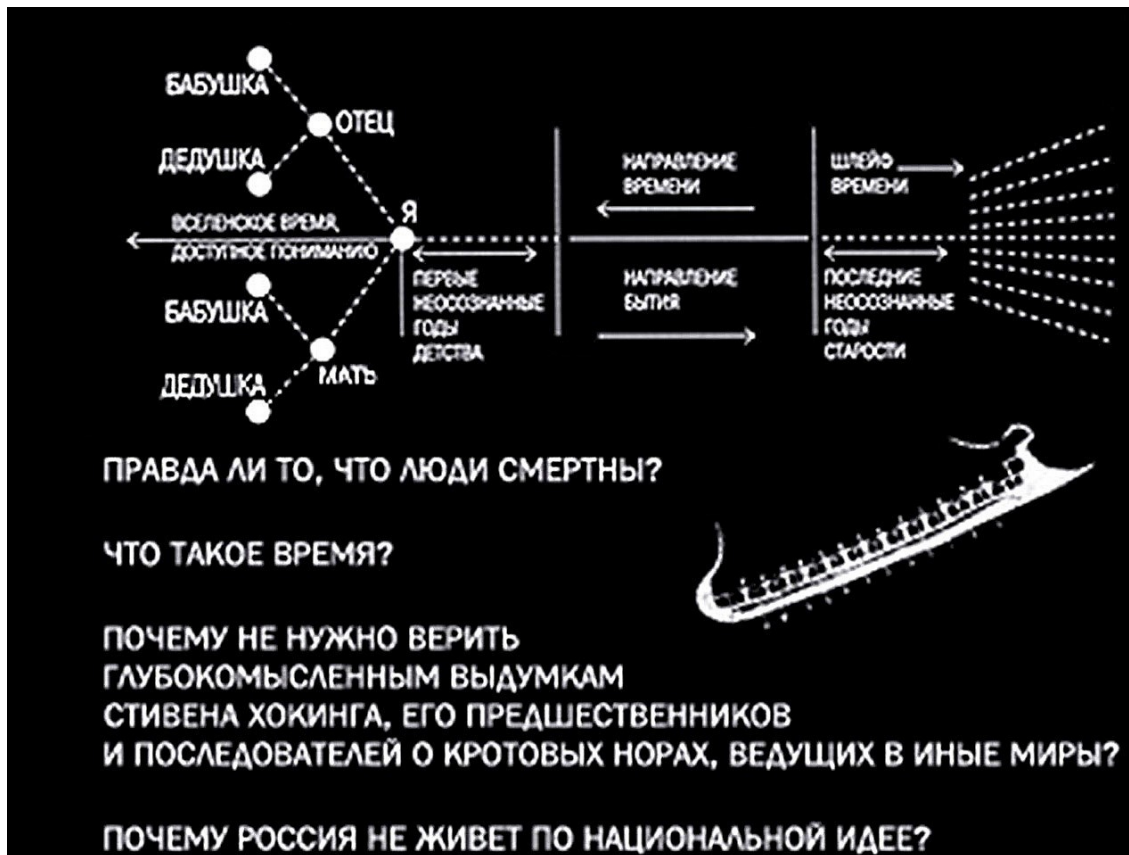 БАБУШКА
ОТЕЦ
ДЕДУШКА
Я
ВСЕЛЕНСКОЕ ВРЕМЯ,
ДОСТУПНОЕ ПОНИМАНИЮ
БАБУШКА
ДЕДУШКА
МАТЬ
ПЕРВЫЕ
НЕОСОЗНАННЫЕ
ГОДЫ
ДЕТСТВА
НАПРАВЛЕНИЕ
ВРЕМЕНИ
НАПРАВЛЕНИЕ
БЫТИЯ
ШЛЕЙФ
ВРЕМЕНИ
ПОСЛЕДНИЕ
НЕОСОЗНАННЫЕ
ГОДЫ
СТАРОСТИ
ПРАВДА ЛИ ТО, ЧТО ЛЮДИ СМЕРТНЫ?
ЧТО ТАКОЕ ВРЕМЯ?
ПОЧЕМУ НЕ НУЖНО ВЕРИТЬ
ГЛУБОКОМЫСЛЕННЫМ ВЫДУМКАМ
СТИВЕНА ХОКИНГА, ЕГО ПРЕДШЕСТВЕННИКОВ
И ПОСЛЕДОВАТЕЛЕЙ О КРОТОВЫХ НОРАХ, ВЕДУЩИХ В ИНЫЕ МИРЫ?
ПОЧЕМУ РОССИЯ НЕ ЖИВЕТ ПО НАЦИОНАЛЬНОЙ ИДЕЕ?